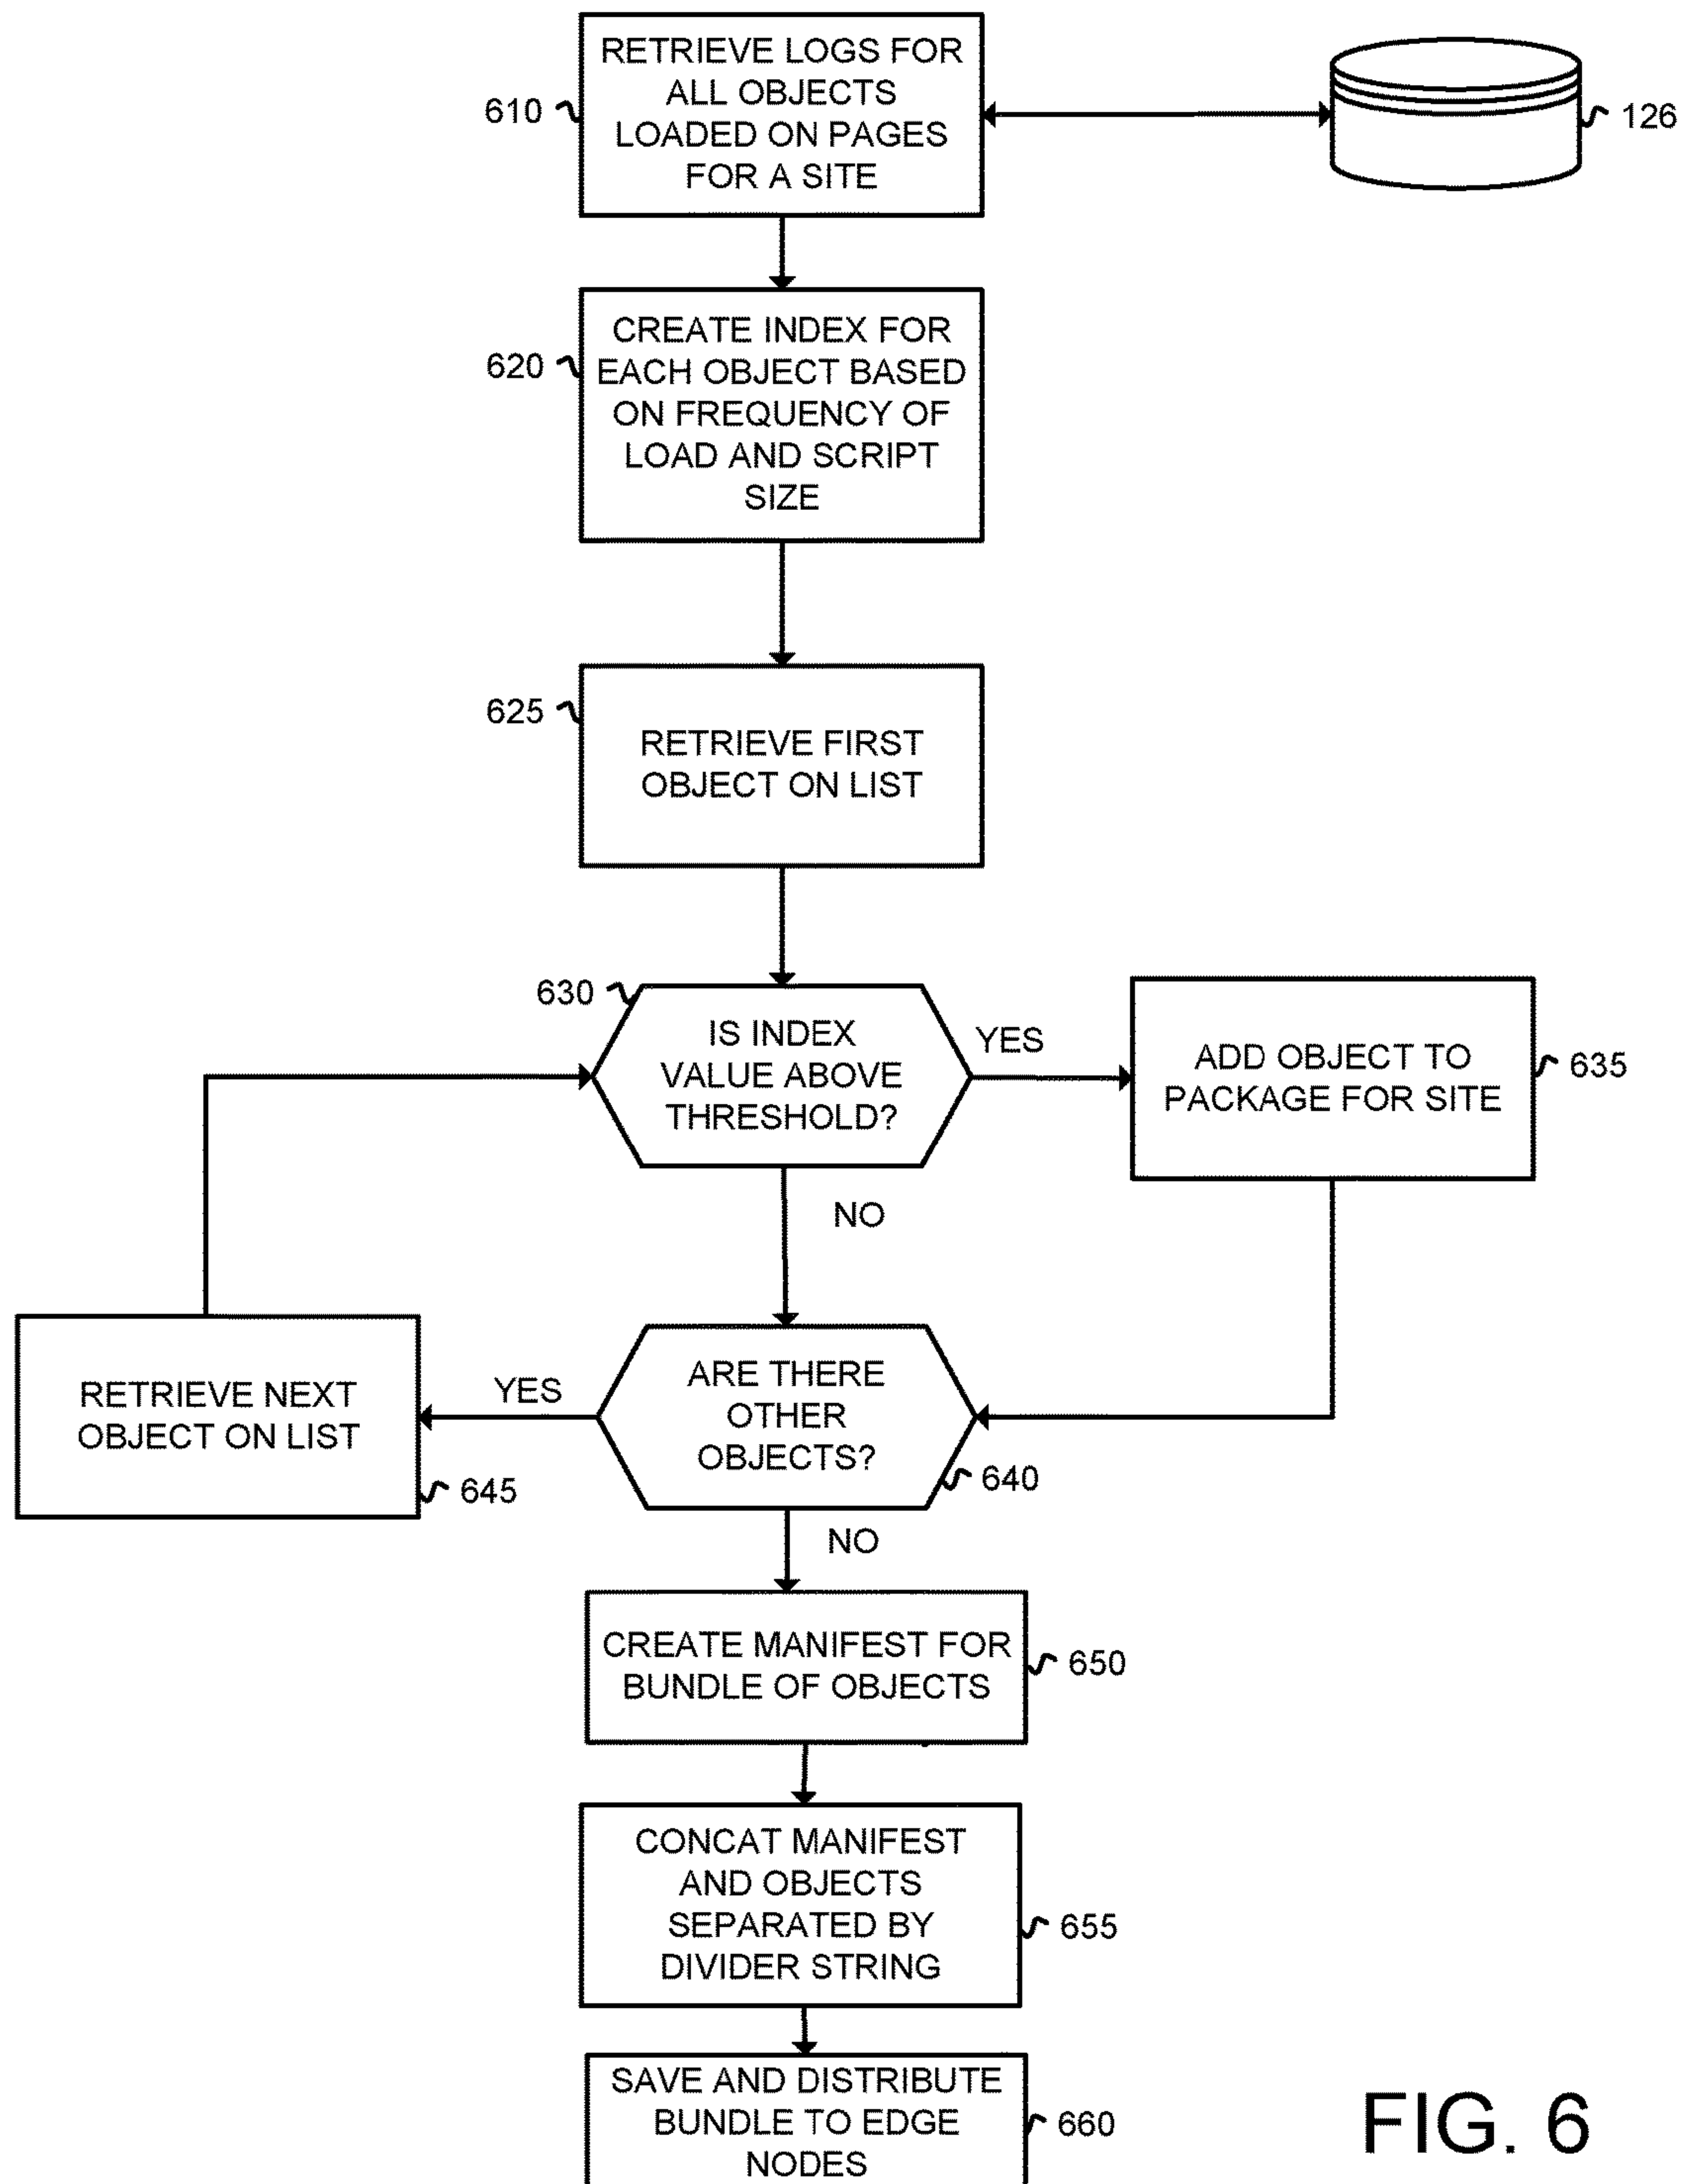 RETRIEVE LOGS FOR
ALL OBJECTS
LOADED ON PAGES
FOR A SITE
610
126
CREATE INDEX FOR
EACH OBJECT BASED
ON FREQUENCY OF
LOAD AND SCRIPT
SIZE
620
625
RETRIEVE FIRST
OBJECT ON LIST
630
IS INDEX
VALUE ABOVE
THRESHOLD?
YES
ADD OBJECT TO
PACKAGE FOR SITE
635
NO
RETRIEVE NEXT
OBJECT ON LIST
645
YES
ARE THERE
OTHER
OBJECTS?
640
NO
CREATE MANIFEST FOR
BUNDLE OF OBJECTS
650
CONCAT MANIFEST
AND OBJECTS
SEPARATED BY
DIVIDER STRING
655
SAVE AND DISTRIBUTE
BUNDLE TO EDGE
NODES
660
FIG. 6